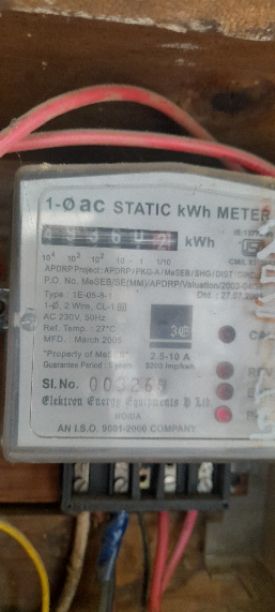 1-Ø ac STATIC kWh METER
kWh
10⁴ 10³ 10² 10 - 1 1/10
APDRP Project: APDRP/PKG-A/MeSEB/SHG/DIST
P.O. No. MeSEB/SE(MM)/APDRP/Valuation/2003-04
Type : 1E-05-B-1
1-Ø, 2 Wire, CL-1
AC 230V, 50Hz
Ref. Temp. : 27°C
MFD. : March 2005
"Property of
2.5-10 A
Guarantee Period : 5 years 3200 Imp/kwh
Sl.No. 003269
Elektron Energy Equipments P Ltd.
NOIDA
AN I.S.O. 9001-2000 COMPANY